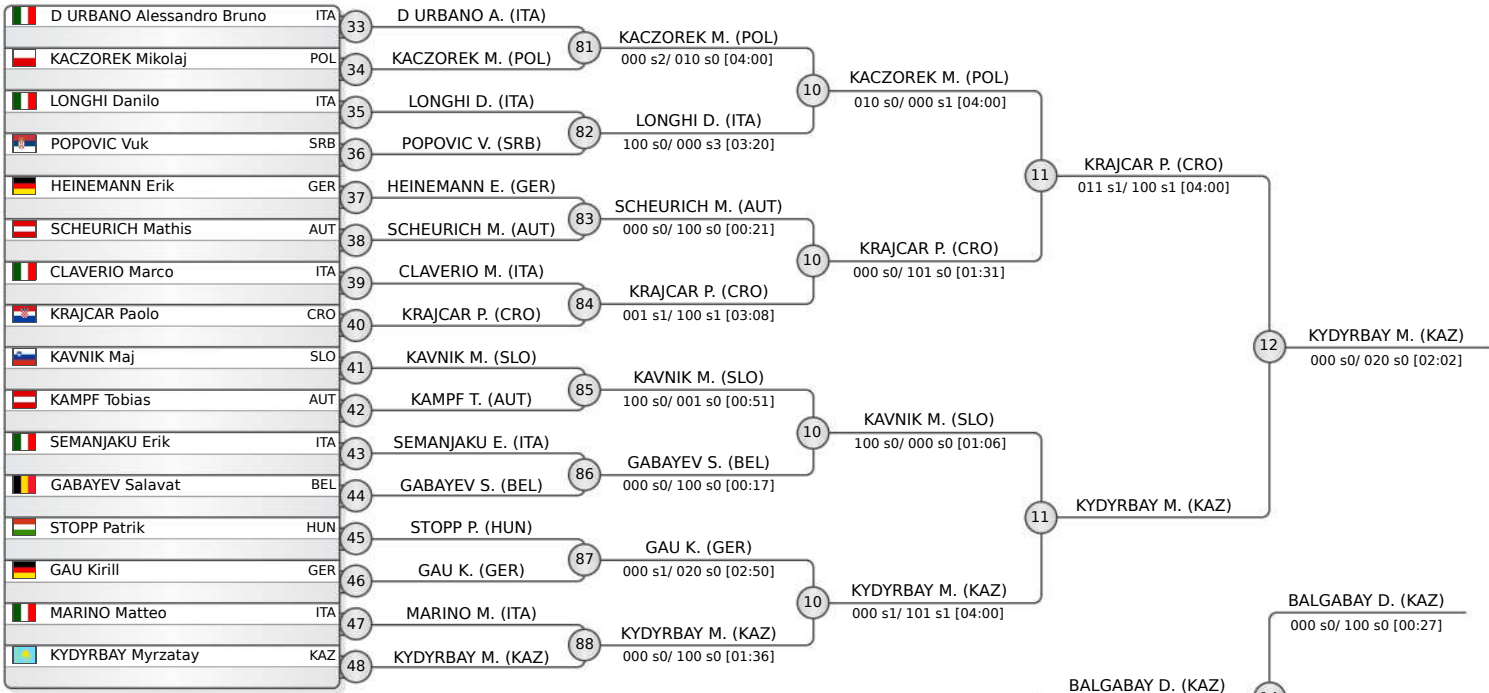 D URBANO Alessandro Bruno ITA
KACZOREK Mikolaj POL
LONGHI Danilo ITA
POPOVIC Vuk SRB
HEINEMANN Erik GER
SCHEURICH Mathis AUT
CLAVERIO Marco ITA
KRAJCAR Paolo CRO
KAVNIK Maj SLO
KAMPF Tobias AUT
SEMANJAKU Erik ITA
GABAYEV Salavat BEL
STOPP Patrik HUN
GAU Kirill GER
MARINO Matteo ITA
KYDYRBAY Myrzatay KAZ
33 D URBANO A. (ITA)
34 KACZOREK M. (POL)
35 LONGHI D. (ITA)
36 POPOVIC V. (SRB)
37 HEINEMANN E. (GER)
38 SCHEURICH M. (AUT)
39 CLAVERIO M. (ITA)
40 KRAJCAR P. (CRO)
41 KAVNIK M. (SLO)
42 KAMPF T. (AUT)
43 SEMANJAKU E. (ITA)
44 GABAYEV S. (BEL)
45 STOPP P. (HUN)
46 GAU K. (GER)
47 MARINO M. (ITA)
48 KYDYRBAY M. (KAZ)
81 KACZOREK M. (POL)
000 s2/ 010 s0 [04:00]
82 LONGHI D. (ITA)
100 s0/ 000 s3 [03:20]
83 SCHEURICH M. (AUT)
000 s0/ 100 s0 [00:21]
84 KRAJCAR P. (CRO)
001 s1/ 100 s1 [03:08]
85 KAVNIK M. (SLO)
100 s0/ 001 s0 [00:51]
86 GABAYEV S. (BEL)
000 s0/ 100 s0 [00:17]
87 GAU K. (GER)
000 s1/ 020 s0 [02:50]
88 KYDYRBAY M. (KAZ)
000 s0/ 100 s0 [01:36]
10 KACZOREK M. (POL)
010 s0/ 000 s1 [04:00]
10 KRAJCAR P. (CRO)
000 s0/ 101 s0 [01:31]
10 KAVNIK M. (SLO)
100 s0/ 000 s0 [01:06]
10 KYDYRBAY M. (KAZ)
000 s1/ 101 s1 [04:00]
11 KRAJCAR P. (CRO)
011 s1/ 100 s1 [04:00]
11 KYDYRBAY M. (KAZ)
12 KYDYRBAY M. (KAZ)
000 s0/ 020 s0 [02:02]
BALGABAY D. (KAZ)
000 s0/ 100 s0 [00:27]
BALGABAY D. (KAZ)